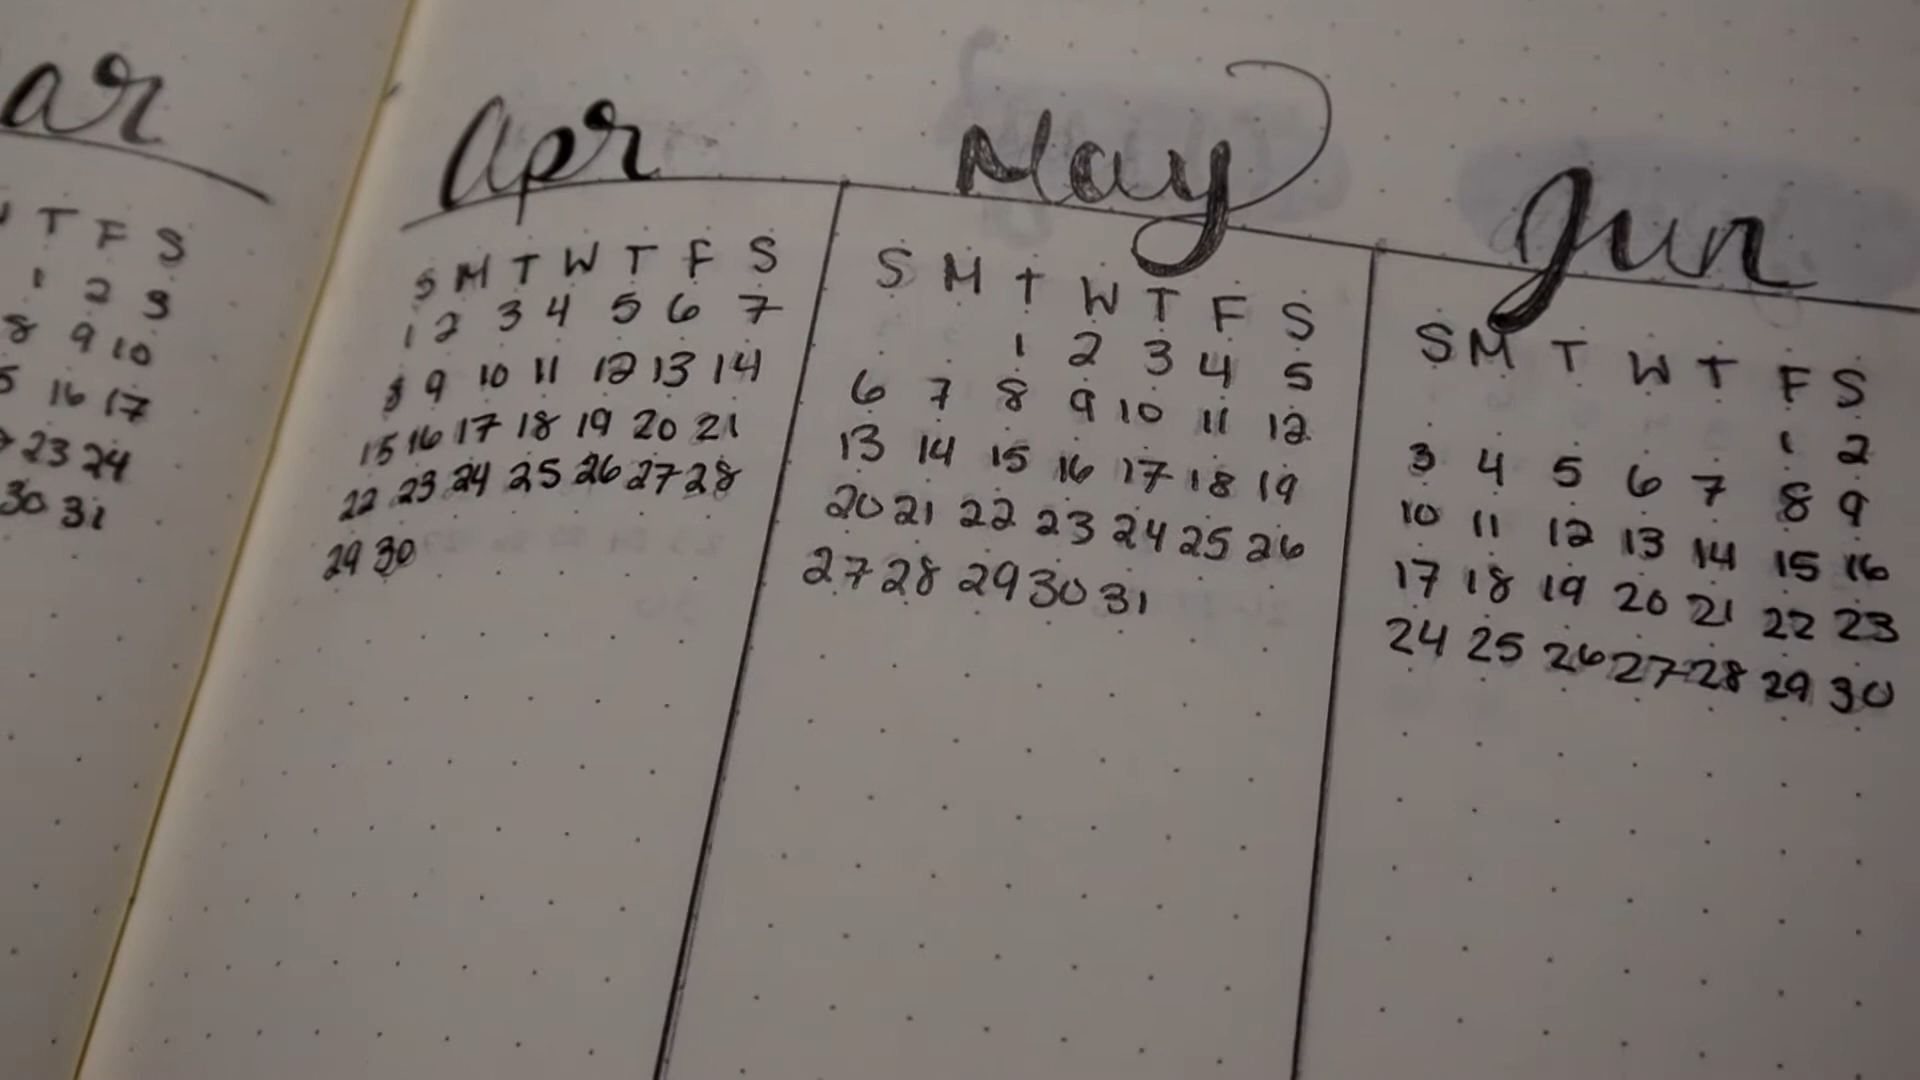 ar
T F S
1 2 3
8 9 10
16 17
23 24
30 31
apr
S M T W T F S
1 2 3 4 5 6 7
8 9 10 11 12 13 14
15 16 17 18 19 20 21
22 23 24 25 26 27 28
29 30
May
S M T W T F S
1 2 3 4 5
6 7 8 9 10 11 12
13 14 15 16 17 18 19
20 21 22 23 24 25 26
27 28 29 30 31
Jun
S M T W T F S
1 2
3 4 5 6 7 8 9
10 11 12 13 14 15 16
17 18 19 20 21 22 23
24 25 26 27 28 29 30